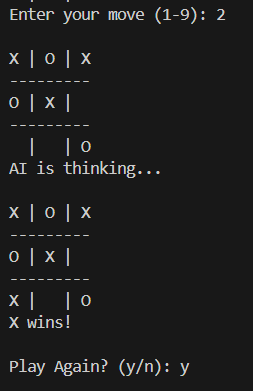 Enter your move (1-9): 2
X | O | X
---------
O | X |
---------
  |   | O
AI is thinking...
X | O | X
---------
O | X |
---------
X |   | O
X wins!
Play Again? (y/n): y